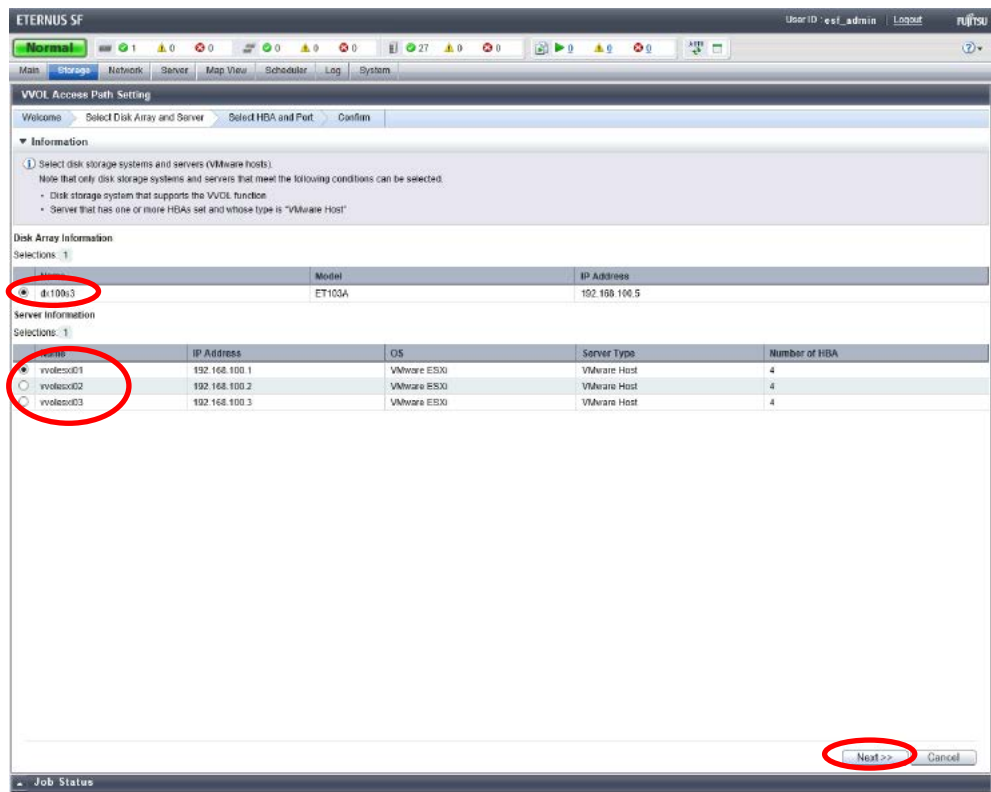 ETERNUS SF User ID : esf_admin Logout FUJITSU
Normal 1 0 0 0 0 0 27 0 0 0 0 0
Main Storage Network Server Map View Scheduler Log System
VVOL Access Path Setting
Welcome Select Disk Array and Server Select HBA and Port Confirm
Information
Select disk storage systems and servers (VMware hosts).
Note that only disk storage systems and servers that meet the following conditions can be selected.
• Disk storage system that supports the VVOL function
• Server that has one or more HBAs set and whose type is "VMware Host"
Disk Array Information
Selections: 1
Name Model IP Address
dx100s3 ET103A 192.168.100.5
Server Information
Selections: 1
Name IP Address OS Server Type Number of HBA
vvolesxi01 192.168.100.1 VMware ESXi VMware Host 4
vvolesxi02 192.168.100.2 VMware ESXi VMware Host 4
vvolesxi03 192.168.100.3 VMware ESXi VMware Host 4
Next >> Cancel
Job Status